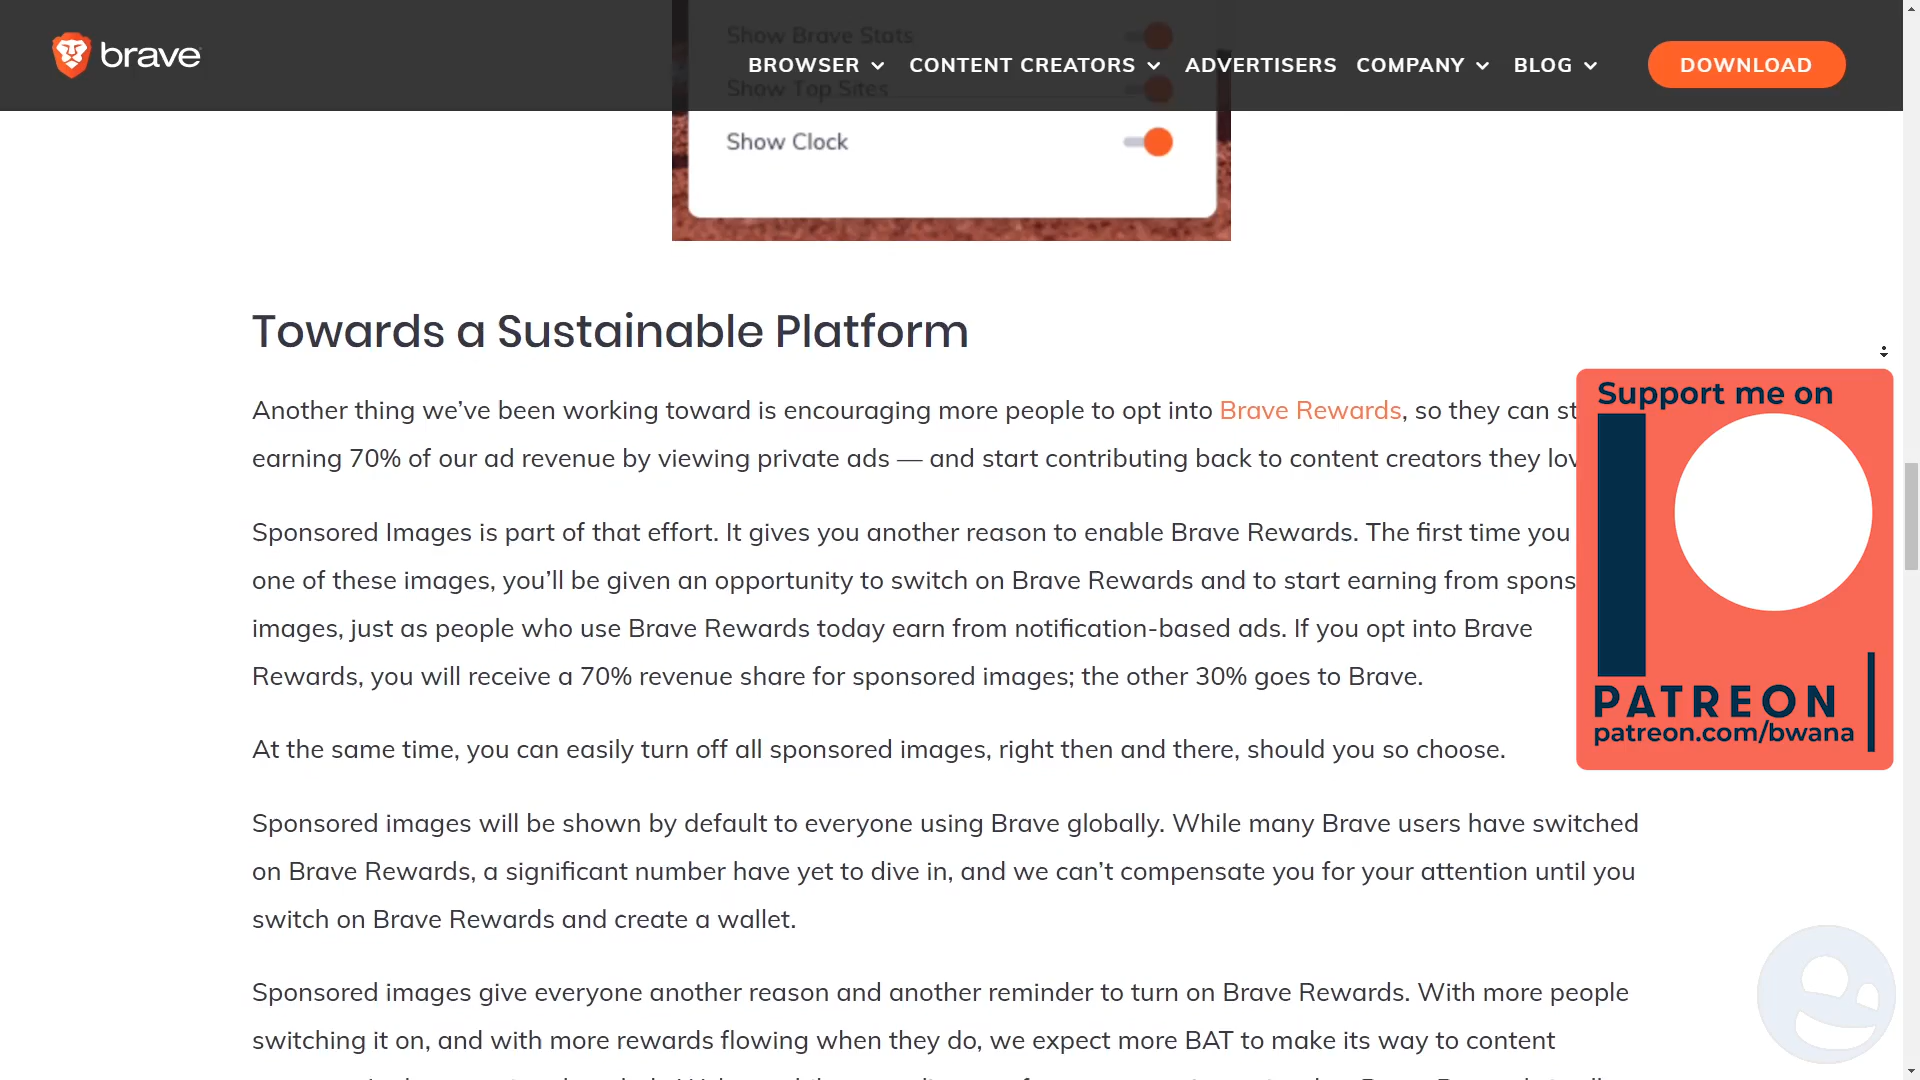 Show Brave Stats
brave
BROWSER
CONTENT CREATORS
ADVERTISERS
COMPANY
BLOG
DOWNLOAD
Show Top Sites
Show Clock
Towards a Sustainable Platform
Another thing we’ve been working toward is encouraging more people to opt into Brave Rewards, so they can
earning 70% of our ad revenue by viewing private ads — and start contributing back to content creators they
Sponsored Images is part of that effort. It gives you another reason to enable Brave Rewards. The first time you
one of these images, you’ll be given an opportunity to switch on Brave Rewards and to start earning from
images, just as people who use Brave Rewards today earn from notification-based ads. If you opt into Brave
Rewards, you will receive a 70% revenue share for sponsored images; the other 30% goes to Brave.
At the same time, you can easily turn off all sponsored images, right then and there, should you so choose.
Sponsored images will be shown by default to everyone using Brave globally. While many Brave users have switched
on Brave Rewards, a significant number have yet to dive in, and we can’t compensate you for your attention until you
switch on Brave Rewards and create a wallet.
Sponsored images give everyone another reason and another reminder to turn on Brave Rewards. With more people
switching it on, and with more rewards flowing when they do, we expect more BAT to make its way to content
Support me on
PATREON
patreon.com/bwana